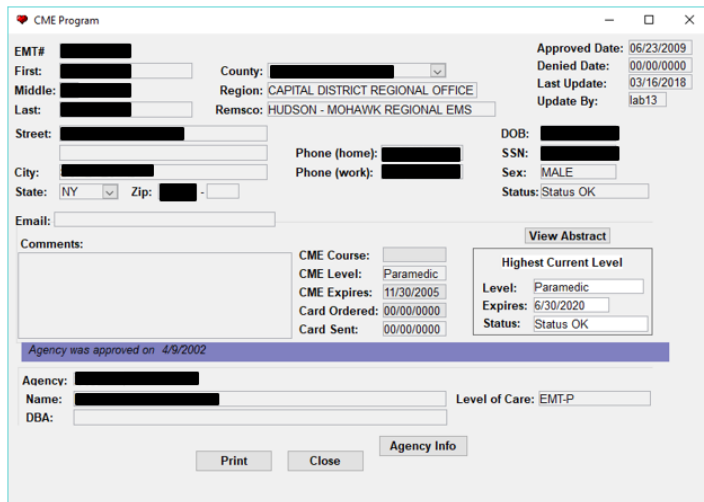 CME Program
EMT#
Approved Date: 06/23/2009
First:
County:
Denied Date: 00/00/0000
Middle:
Region: CAPITAL DISTRICT REGIONAL OFFICE
Last Update: 03/16/2018
Last:
Remsco: HUDSON - MOHAWK REGIONAL EMS
Update By: lab13
Street:
DOB:
Phone (home):
SSN:
City:
Phone (work):
Sex: MALE
State: NY Zip: -
Status: Status OK
Email:
View Abstract
Comments:
CME Course:
Highest Current Level
CME Level: Paramedic
Level: Paramedic
CME Expires: 11/30/2005
Expires: 6/30/2020
Card Ordered: 00/00/0000
Status: Status OK
Card Sent: 00/00/0000
Agency was approved on 4/9/2002
Agency:
Name:
Level of Care: EMT-P
DBA:
Agency Info
Print Close